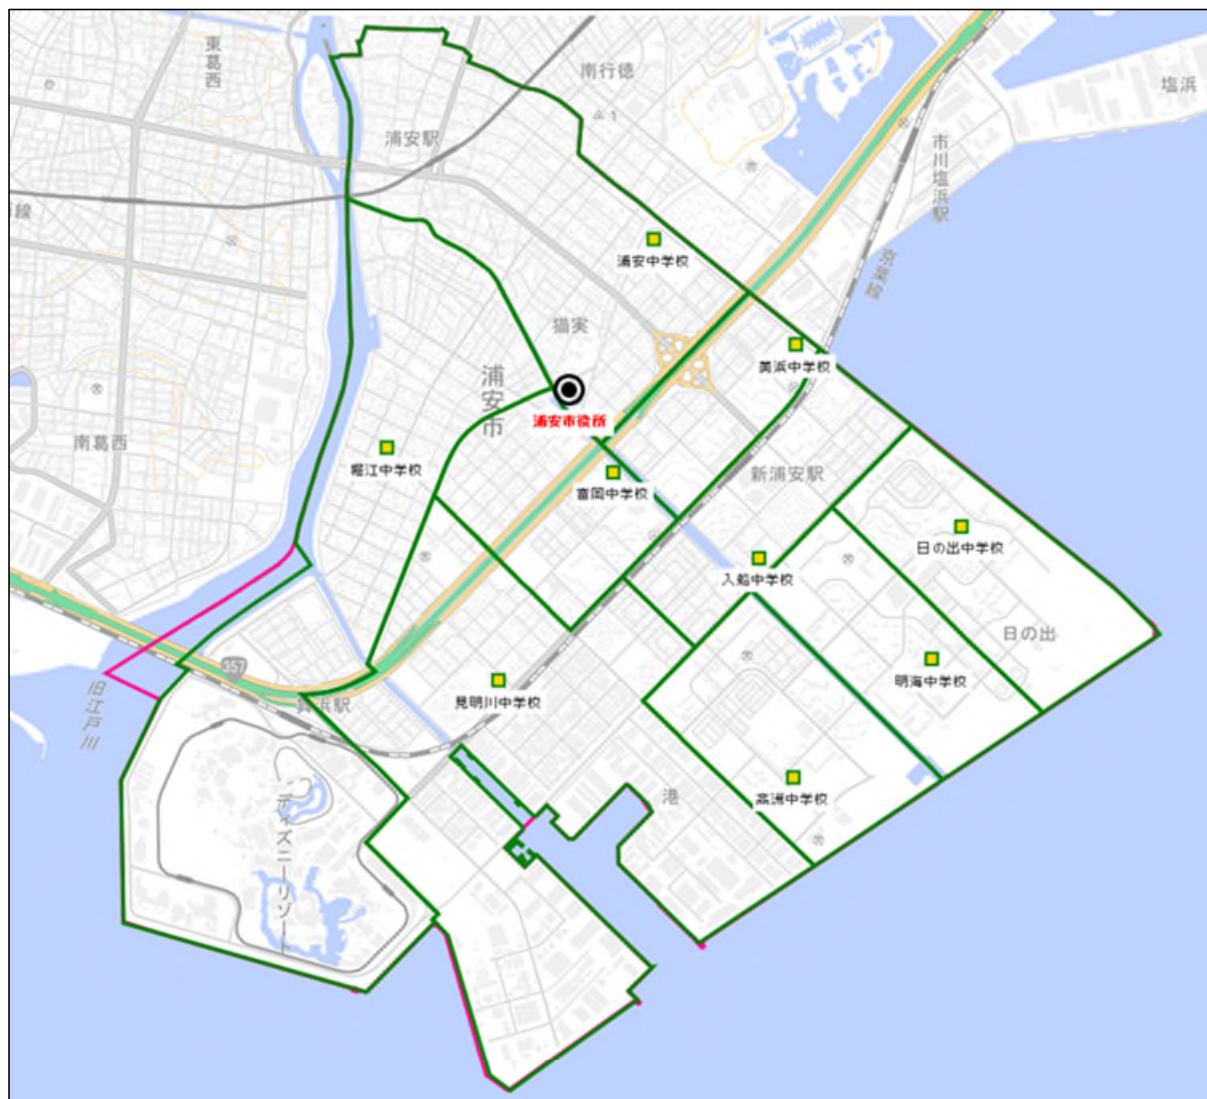 東葛西
南行徳
塩浜
浦安駅
市川塩浜駅
線
浦安中学校
京葉線
猫実
美浜中学校
浦安市
浦安市役所
南葛西
堀江中学校
富岡中学校
新浦安駅
日の出中学校
入船中学校
日の出
357
明海中学校
旧江戸川
舞浜駅
見明川中学校
高洲中学校
港
ディズニーリゾート
1